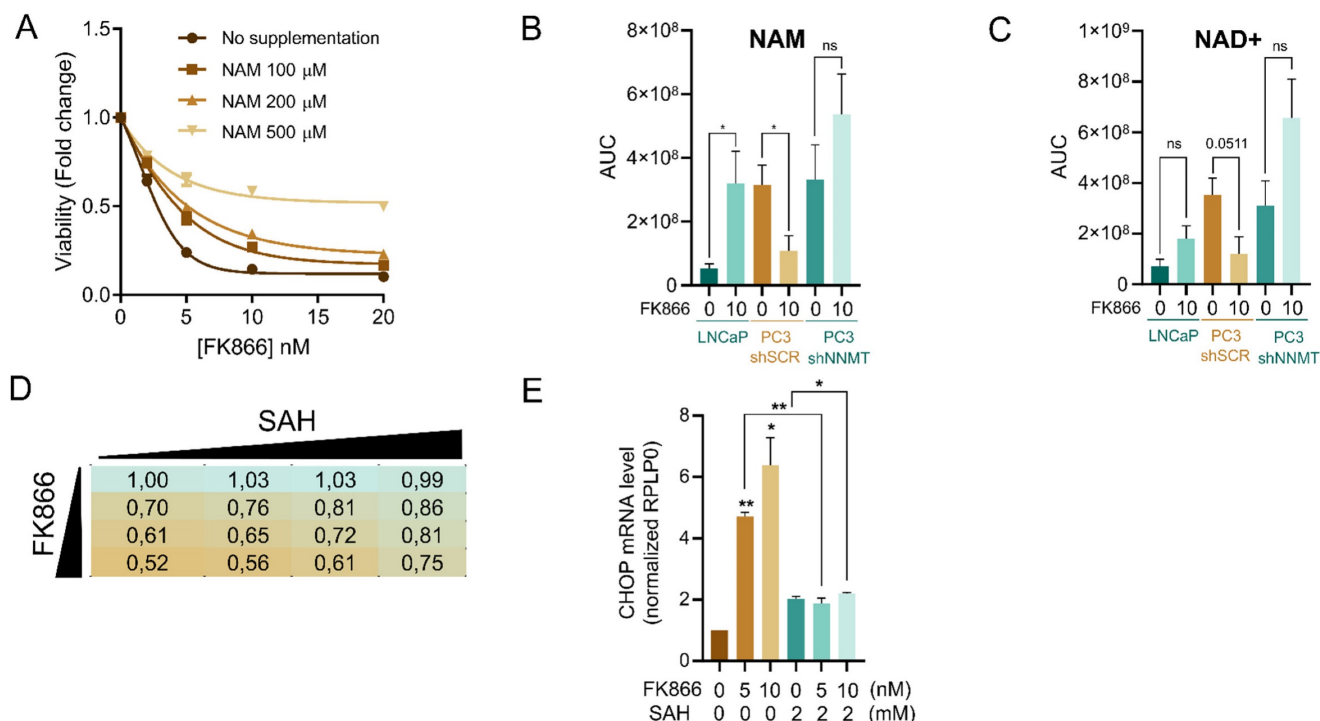 A
No supplementation
NAM 100 μM
NAM 200 μM
NAM 500 μM
Viability (Fold change)
1.5
1.0
0.5
0.0
0 5 10 15 20
[FK866] nM
B
NAM
AUC
8×10⁸
6×10⁸
4×10⁸
2×10⁸
0
* * ns
FK866 0 10 0 10 0 10
LNCaP PC3 PC3
shSCR shNNMT
C
NAD+
AUC
1×10⁹
8×10⁸
6×10⁸
4×10⁸
2×10⁸
0
ns 0.0511 ns
FK866 0 10 0 10 0 10
LNCaP PC3 PC3
shSCR shNNMT
D
SAH
FK866
1,00 1,03 1,03 0,99
0,70 0,76 0,81 0,86
0,61 0,65 0,72 0,81
0,52 0,56 0,61 0,75
E
CHOP mRNA level
(normalized RPLP0)
8
6
4
2
0
*
**
*
**
FK866 0 5 10 0 5 10 (nM)
SAH 0 0 0 2 2 2 (mM)